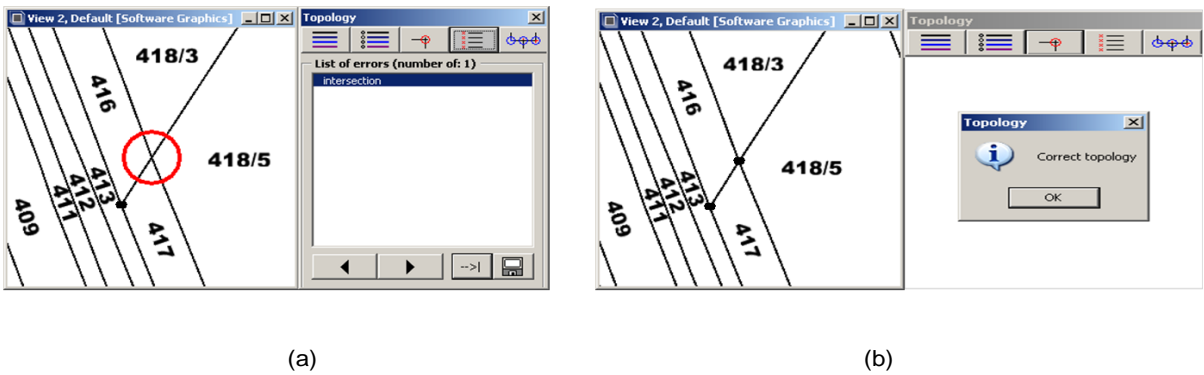 View 2, Default [Software Graphics]
Topology
List of errors (number of: 1)
intersection
418/3
416
418/5
413
412
411
409
417
-->|
(a)
View 2, Default [Software Graphics]
Topology
418/3
416
418/5
413
412
411
409
417
Topology
Correct topology
OK
(b)